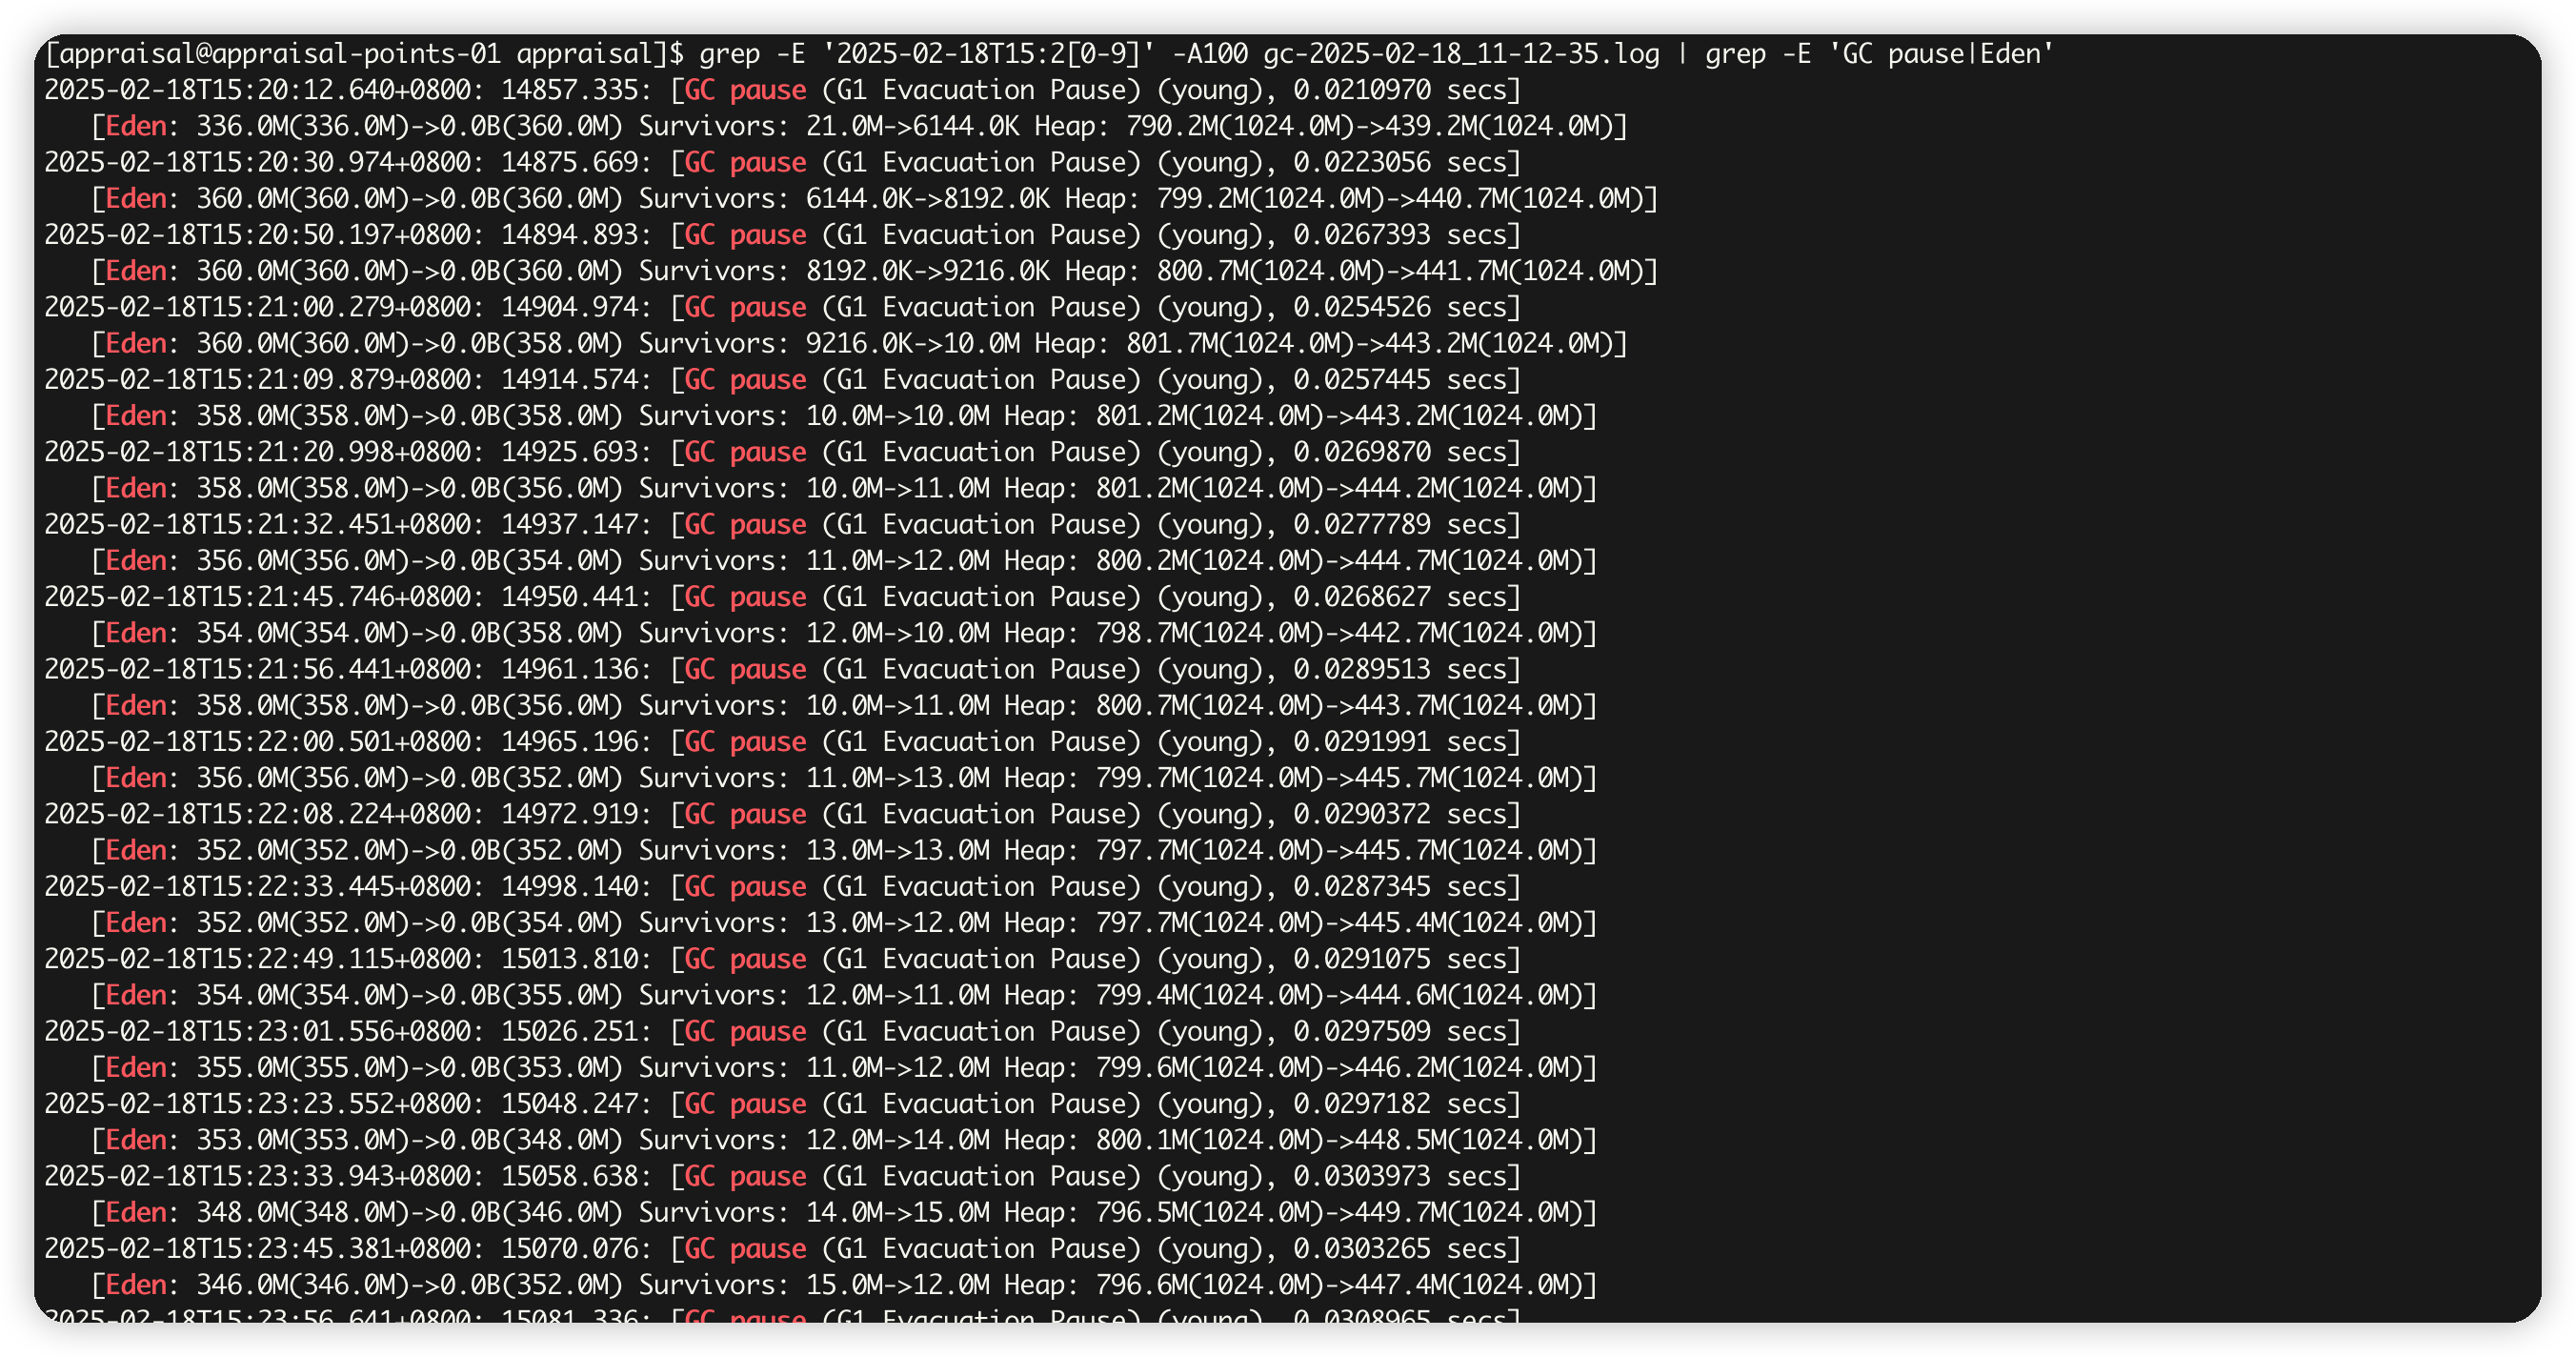 [appraisal@appraisal-points-01 appraisal]$ grep -E '2025-02-18T15:2[0-9]' -A100 gc-2025-02-18_11-12-35.log | grep -E 'GC pause|Eden'
2025-02-18T15:20:12.640+0800: 14857.335: [GC pause (G1 Evacuation Pause) (young), 0.0210970 secs]
   [Eden: 336.0M(336.0M)->0.0B(360.0M) Survivors: 21.0M->6144.0K Heap: 790.2M(1024.0M)->439.2M(1024.0M)]
2025-02-18T15:20:30.974+0800: 14875.669: [GC pause (G1 Evacuation Pause) (young), 0.0223056 secs]
   [Eden: 360.0M(360.0M)->0.0B(360.0M) Survivors: 6144.0K->8192.0K Heap: 799.2M(1024.0M)->440.7M(1024.0M)]
2025-02-18T15:20:50.197+0800: 14894.893: [GC pause (G1 Evacuation Pause) (young), 0.0267393 secs]
   [Eden: 360.0M(360.0M)->0.0B(360.0M) Survivors: 8192.0K->9216.0K Heap: 800.7M(1024.0M)->441.7M(1024.0M)]
2025-02-18T15:21:00.279+0800: 14904.974: [GC pause (G1 Evacuation Pause) (young), 0.0254526 secs]
   [Eden: 360.0M(360.0M)->0.0B(358.0M) Survivors: 9216.0K->10.0M Heap: 801.7M(1024.0M)->443.2M(1024.0M)]
2025-02-18T15:21:09.879+0800: 14914.574: [GC pause (G1 Evacuation Pause) (young), 0.0257445 secs]
   [Eden: 358.0M(358.0M)->0.0B(358.0M) Survivors: 10.0M->10.0M Heap: 801.2M(1024.0M)->443.2M(1024.0M)]
2025-02-18T15:21:20.998+0800: 14925.693: [GC pause (G1 Evacuation Pause) (young), 0.0269870 secs]
   [Eden: 358.0M(358.0M)->0.0B(356.0M) Survivors: 10.0M->11.0M Heap: 801.2M(1024.0M)->444.2M(1024.0M)]
2025-02-18T15:21:32.451+0800: 14937.147: [GC pause (G1 Evacuation Pause) (young), 0.0277789 secs]
   [Eden: 356.0M(356.0M)->0.0B(354.0M) Survivors: 11.0M->12.0M Heap: 800.2M(1024.0M)->444.7M(1024.0M)]
2025-02-18T15:21:45.746+0800: 14950.441: [GC pause (G1 Evacuation Pause) (young), 0.0268627 secs]
   [Eden: 354.0M(354.0M)->0.0B(358.0M) Survivors: 12.0M->10.0M Heap: 798.7M(1024.0M)->442.7M(1024.0M)]
2025-02-18T15:21:56.441+0800: 14961.136: [GC pause (G1 Evacuation Pause) (young), 0.0289513 secs]
   [Eden: 358.0M(358.0M)->0.0B(356.0M) Survivors: 10.0M->11.0M Heap: 800.7M(1024.0M)->443.7M(1024.0M)]
2025-02-18T15:22:00.501+0800: 14965.196: [GC pause (G1 Evacuation Pause) (young), 0.0291991 secs]
   [Eden: 356.0M(356.0M)->0.0B(352.0M) Survivors: 11.0M->13.0M Heap: 799.7M(1024.0M)->445.7M(1024.0M)]
2025-02-18T15:22:08.224+0800: 14972.919: [GC pause (G1 Evacuation Pause) (young), 0.0290372 secs]
   [Eden: 352.0M(352.0M)->0.0B(352.0M) Survivors: 13.0M->13.0M Heap: 797.7M(1024.0M)->445.7M(1024.0M)]
2025-02-18T15:22:33.445+0800: 14998.140: [GC pause (G1 Evacuation Pause) (young), 0.0287345 secs]
   [Eden: 352.0M(352.0M)->0.0B(354.0M) Survivors: 13.0M->12.0M Heap: 797.7M(1024.0M)->445.4M(1024.0M)]
2025-02-18T15:22:49.115+0800: 15013.810: [GC pause (G1 Evacuation Pause) (young), 0.0291075 secs]
   [Eden: 354.0M(354.0M)->0.0B(355.0M) Survivors: 12.0M->11.0M Heap: 799.4M(1024.0M)->444.6M(1024.0M)]
2025-02-18T15:23:01.556+0800: 15026.251: [GC pause (G1 Evacuation Pause) (young), 0.0297509 secs]
   [Eden: 355.0M(355.0M)->0.0B(353.0M) Survivors: 11.0M->12.0M Heap: 799.6M(1024.0M)->446.2M(1024.0M)]
2025-02-18T15:23:23.552+0800: 15048.247: [GC pause (G1 Evacuation Pause) (young), 0.0297182 secs]
   [Eden: 353.0M(353.0M)->0.0B(348.0M) Survivors: 12.0M->14.0M Heap: 800.1M(1024.0M)->448.5M(1024.0M)]
2025-02-18T15:23:33.943+0800: 15058.638: [GC pause (G1 Evacuation Pause) (young), 0.0303973 secs]
   [Eden: 348.0M(348.0M)->0.0B(346.0M) Survivors: 14.0M->15.0M Heap: 796.5M(1024.0M)->449.7M(1024.0M)]
2025-02-18T15:23:45.381+0800: 15070.076: [GC pause (G1 Evacuation Pause) (young), 0.0303265 secs]
   [Eden: 346.0M(346.0M)->0.0B(352.0M) Survivors: 15.0M->12.0M Heap: 796.6M(1024.0M)->447.4M(1024.0M)]
2025-02-18T15:23:56.641+0800: 15081.336: [GC pause (G1 Evacuation Pause) (young), 0.0308965 secs]